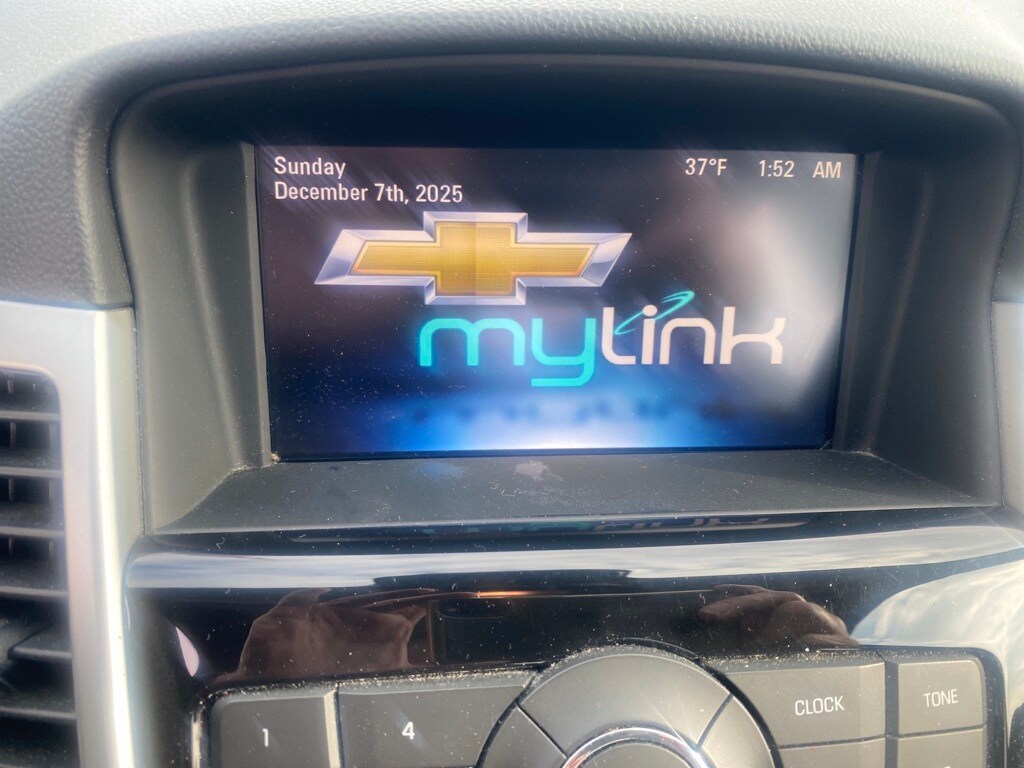 Sunday 37°F 1:52 AM
December 7th, 2025
mylink
1 4 CLOCK TONE